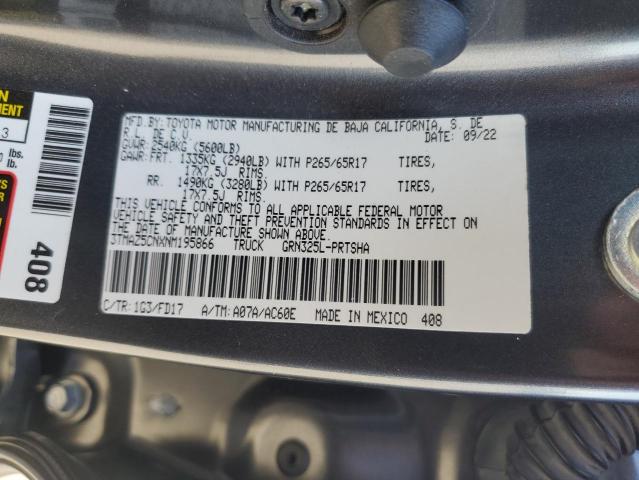 N
MENT
3
lbs.
408
MFD.BY:TOYOTA MOTOR MANUFACTURING DE BAJA CALIFORNIA, S. DE
R.L. DE C.V. DATE: 09/22
GVWR: 2540KG (5600LB)
GAWR: FRT. 1335KG (2940LB) WITH P265/65R17 TIRES,
17X7.5J RIMS
RR. 1490KG (3280LB) WITH P265/65R17 TIRES,
17X7.5J RIMS.
THIS VEHICLE CONFORMS TO ALL APPLICABLE FEDERAL MOTOR
VEHICLE SAFETY AND THEFT PREVENTION STANDARDS IN EFFECT ON
THE DATE OF MANUFACTURE SHOWN ABOVE.
3TMAZ5CNXNM195866 TRUCK GRN325L-PRTSHA
C/TR:1G3/FD17 A/TM:A07A/AC60E MADE IN MEXICO 408